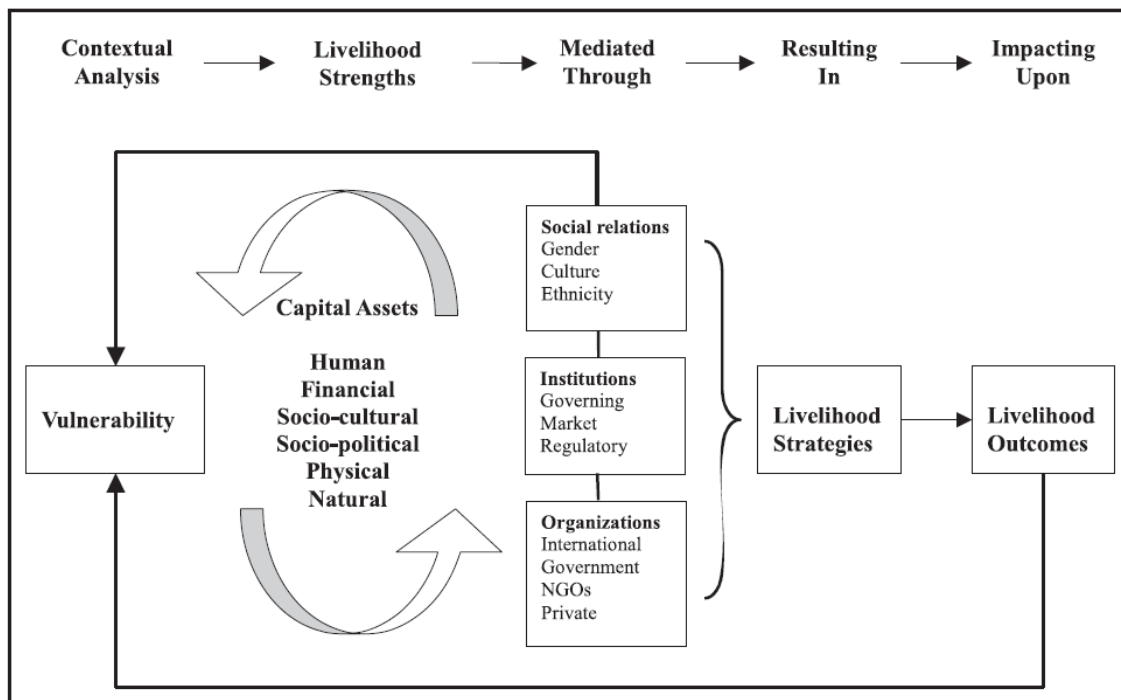 Contextual
Analysis
Livelihood
Strengths
Mediated
Through
Resulting
In
Impacting
Upon
Vulnerability
Capital Assets
Human
Financial
Socio-cultural
Socio-political
Physical
Natural
Social relations
Gender
Culture
Ethnicity
Institutions
Governing
Market
Regulatory
Organizations
International
Government
NGOs
Private
Livelihood
Strategies
Livelihood
Outcomes